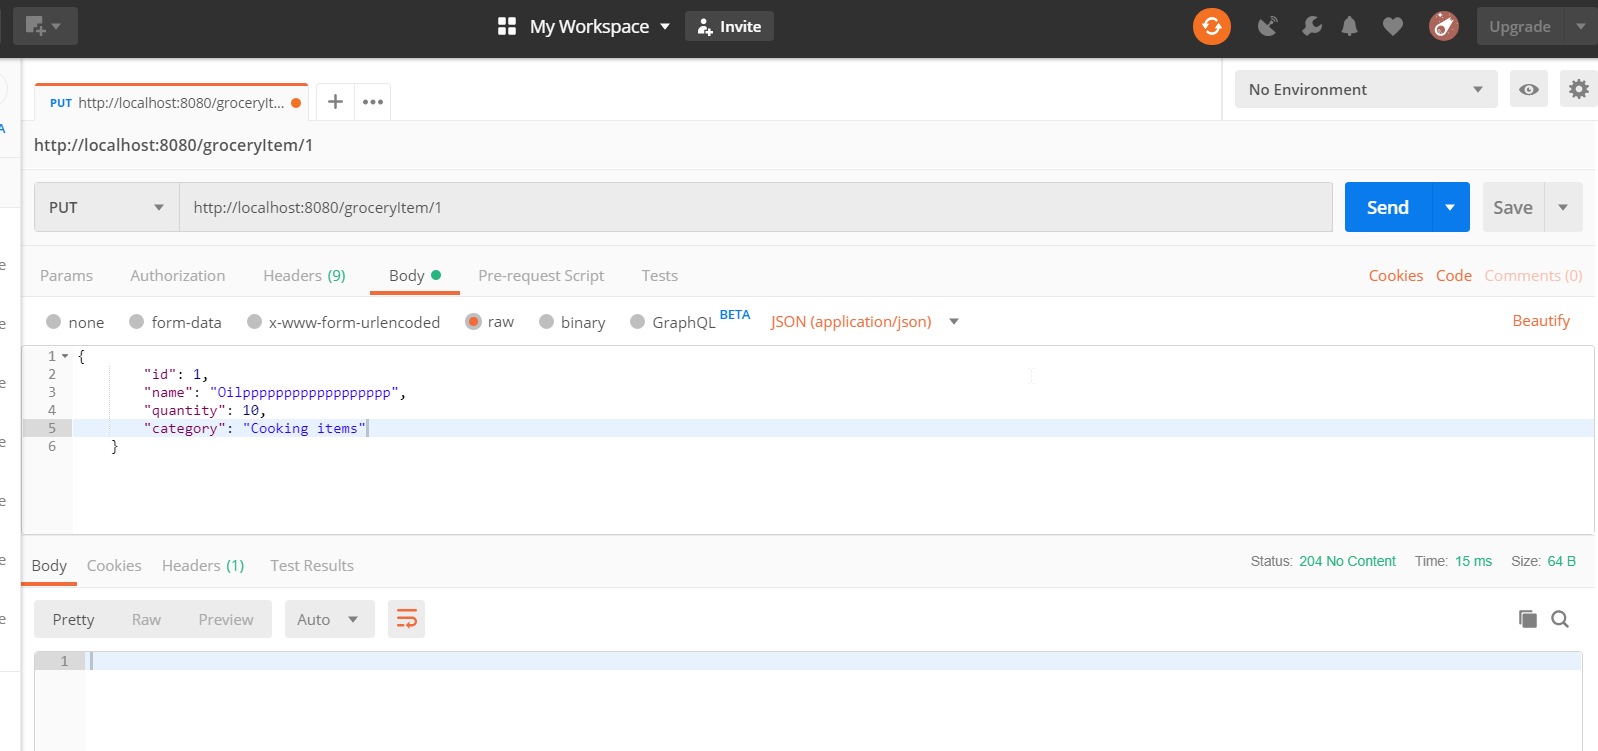 My Workspace
Invite
Upgrade
PUT http://localhost:8080/groceryIt...
No Environment
http://localhost:8080/groceryItem/1
PUT
http://localhost:8080/groceryItem/1
Send
Save
Params
Authorization
Headers (9)
Body
Pre-request Script
Tests
Cookies
Code
Comments (0)
none
form-data
x-www-form-urlencoded
raw
binary
GraphQL BETA
JSON (application/json)
Beautify
1 {
2 "id": 1,
3 "name": "Oilpppppppppppppppppp",
4 "quantity": 10,
5 "category": "Cooking items"
6 }
Body
Cookies
Headers (1)
Test Results
Status: 204 No Content
Time: 15 ms
Size: 64 B
Pretty
Raw
Preview
Auto
1